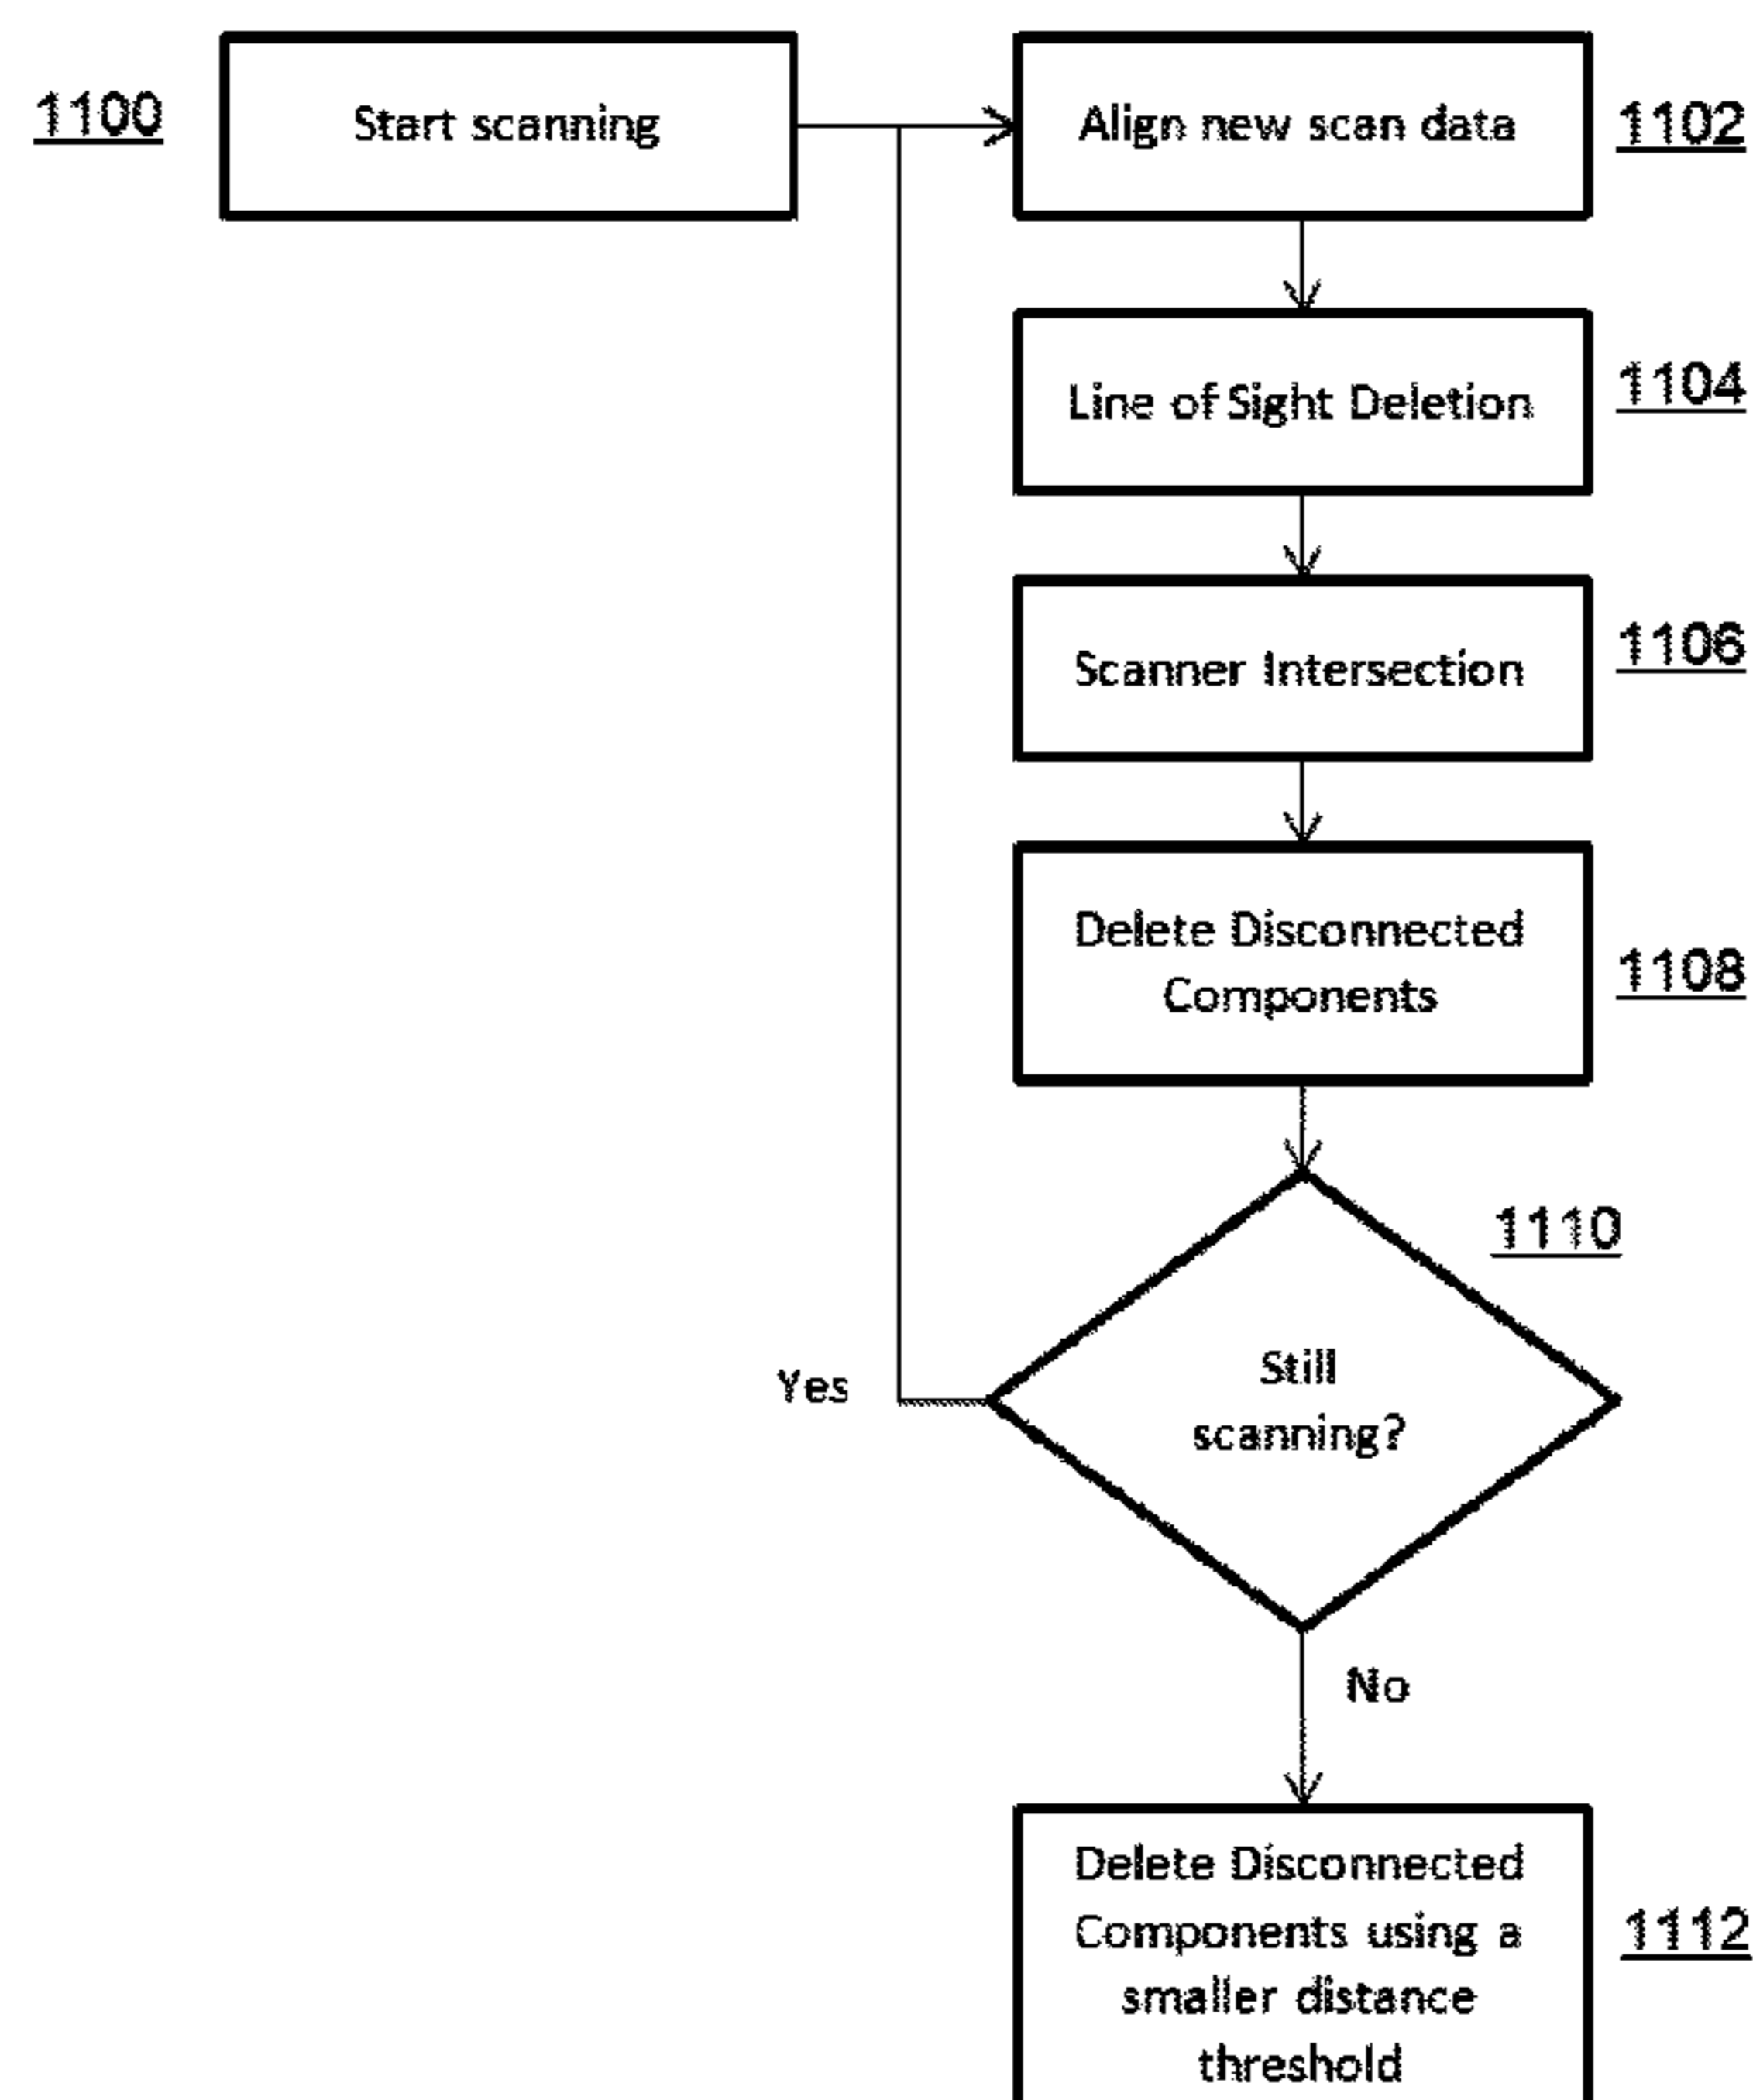 1100
Start scanning
Align new scan data
1102
Line of Sight Deletion
1104
Scanner Intersection
1106
Delete Disconnected
Components
1108
1110
Still
scanning?
Yes
No
Delete Disconnected
Components using a
smaller distance
threshold
1112